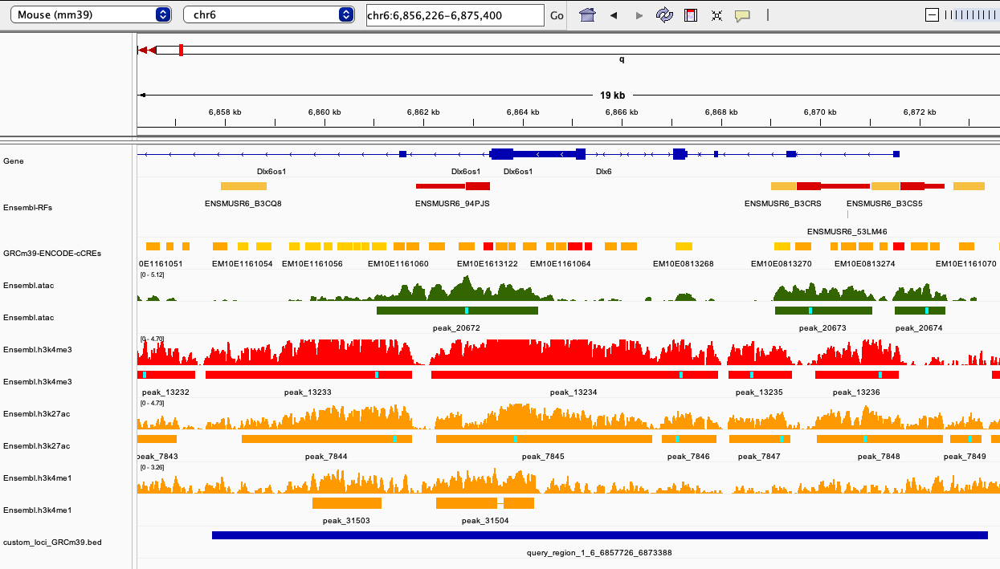 Mouse (mm39) chr6 chr6:6,856,226-6,875,400 Go
q
19 kb
6,858 kb 6,860 kb 6,862 kb 6,864 kb 6,866 kb 6,868 kb 6,870 kb 6,872 kb
Gene
Dlx6os1 Dlx6os1 Dlx6os1 Dlx6
Ensembl-RFs
ENSMUSR6_B3CQ8 ENSMUSR6_94PJS ENSMUSR6_B3CRS ENSMUSR6_B3CS5
ENSMUSR6_53LM46
GRCm39-ENCODE-cCREs
0E1161051 EM10E1161054 EM10E1161056 EM10E1161060 EM10E1613122 EM10E1161064 EM10E0813268 EM10E0813270 EM10E0813274 EM10E1161070
[0 - 5.12]
Ensembl.atac
Ensembl.atac
peak_20672 peak_20673 peak_20674
[0 - 4.70]
Ensembl.h3k4me3
Ensembl.h3k4me3
peak_13232 peak_13233 peak_13234 peak_13235 peak_13236
[0 - 4.73]
Ensembl.h3k27ac
Ensembl.h3k27ac
peak_7843 peak_7844 peak_7845 peak_7846 peak_7847 peak_7848 peak_7849
[0 - 3.26]
Ensembl.h3k4me1
Ensembl.h3k4me1
peak_31503 peak_31504
custom_loci_GRCm39.bed
query_region_1_6_6857726_6873388